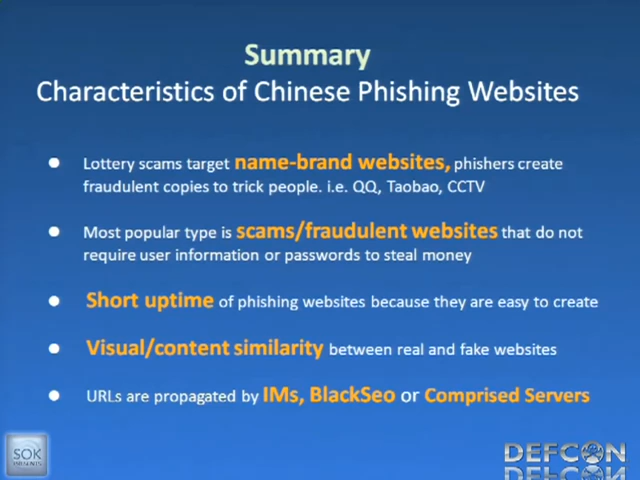 Summary
Characteristics of Chinese Phishing Websites
Lottery scams target name-brand websites, phishers create
fraudulent copies to trick people. i.e. QQ, Taobao, CCTV
Most popular type is scams/fraudulent websites that do not
require user information or passwords to steal money
Short uptime of phishing websites because they are easy to create
Visual/content similarity between real and fake websites
URLs are propagated by IMs, BlackSeo or Comprised Servers
SOK
PRESENTS
DEFCON